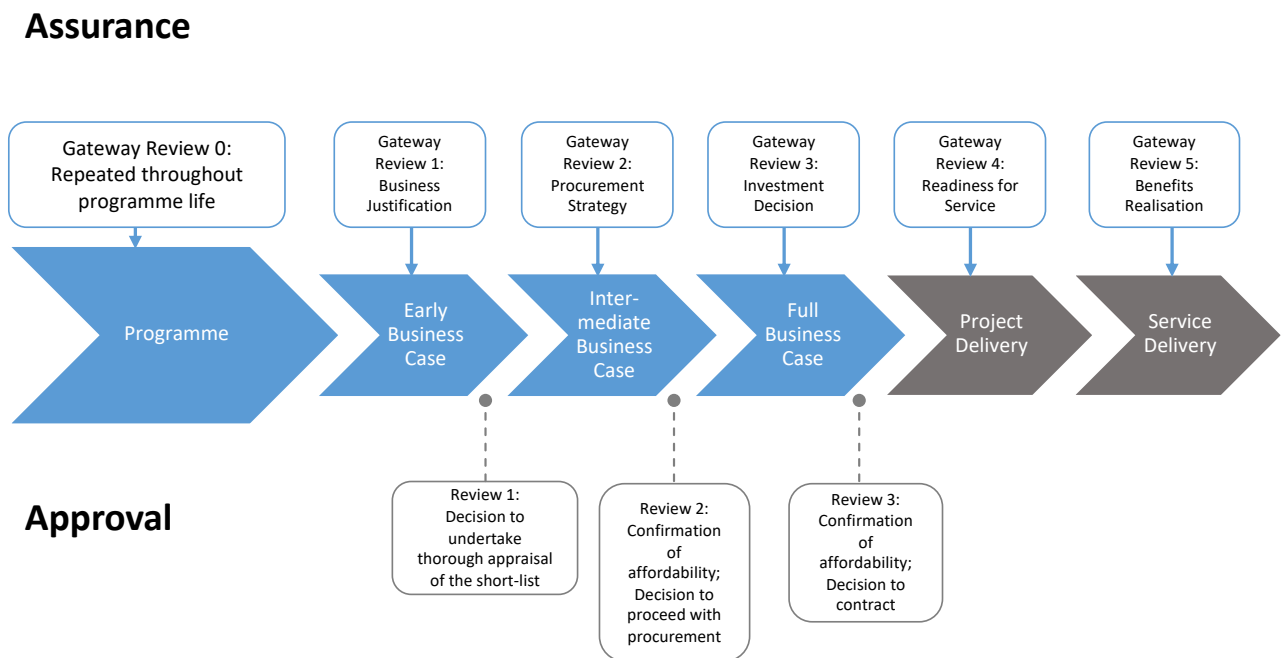 Assurance
Gateway Review 0:
Repeated throughout
programme life
Gateway
Review 1:
Business
Justification
Gateway
Review 2:
Procurement
Strategy
Gateway
Review 3:
Investment
Decision
Gateway
Review 4:
Readiness for
Service
Gateway
Review 5:
Benefits
Realisation
Programme
Early
Business
Case
Inter-
mediate
Business
Case
Full
Business
Case
Project
Delivery
Service
Delivery
Approval
Review 1:
Decision to
undertake
thorough appraisal
of the short-list
Review 2:
Confirmation
of
affordability;
Decision to
proceed with
procurement
Review 3:
Confirmation
of
affordability;
Decision to
contract